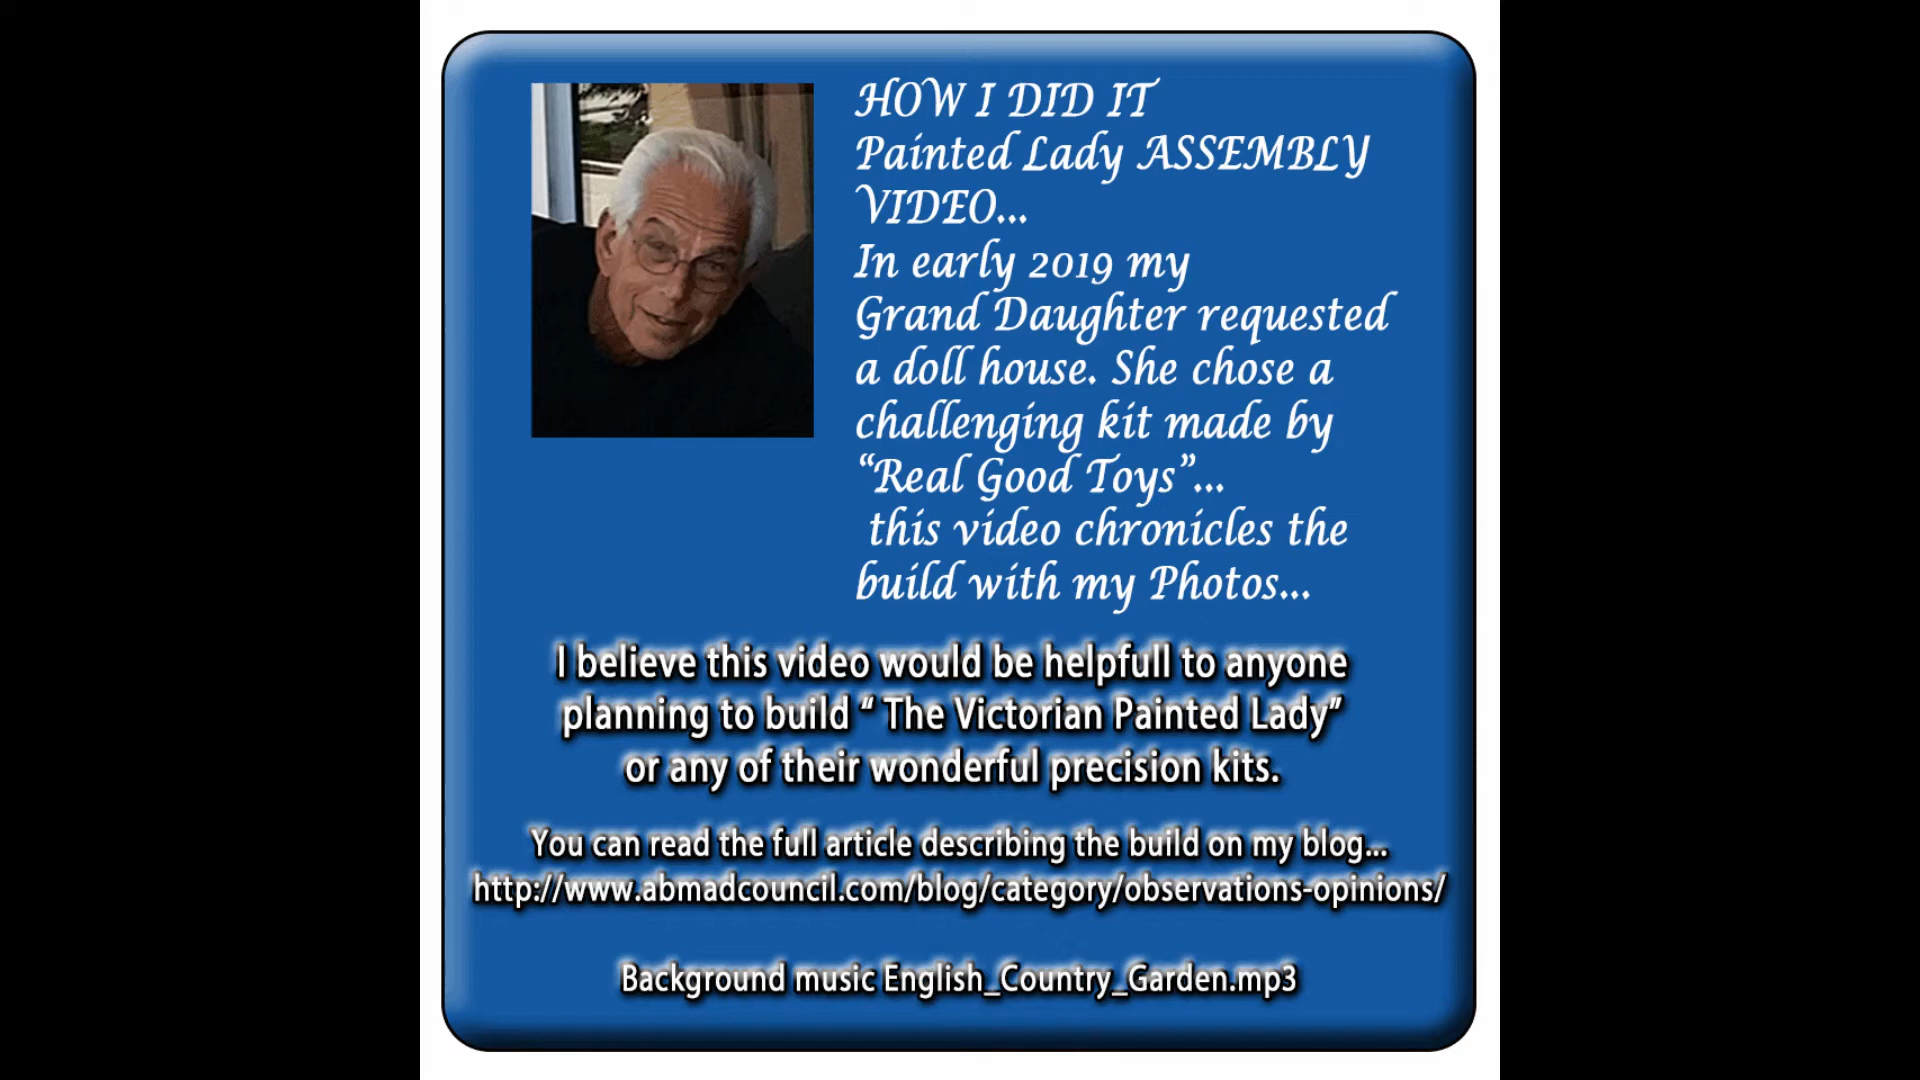 HOW I DID IT
Painted Lady ASSEMBLY
VIDEO...
In early 2019 my
Grand Daughter requested
a doll house. She chose a
challenging kit made by
“Real Good Toys”...
this video chronicles the
build with my Photos...
I believe this video would be helpfull to anyone
planning to build “ The Victorian Painted Lady”
or any of their wonderful precision kits.
You can read the full article describing the build on my blog...
http://www.abmadcouncil.com/blog/category/observations-opinions/
Background music English_Country_Garden.mp3